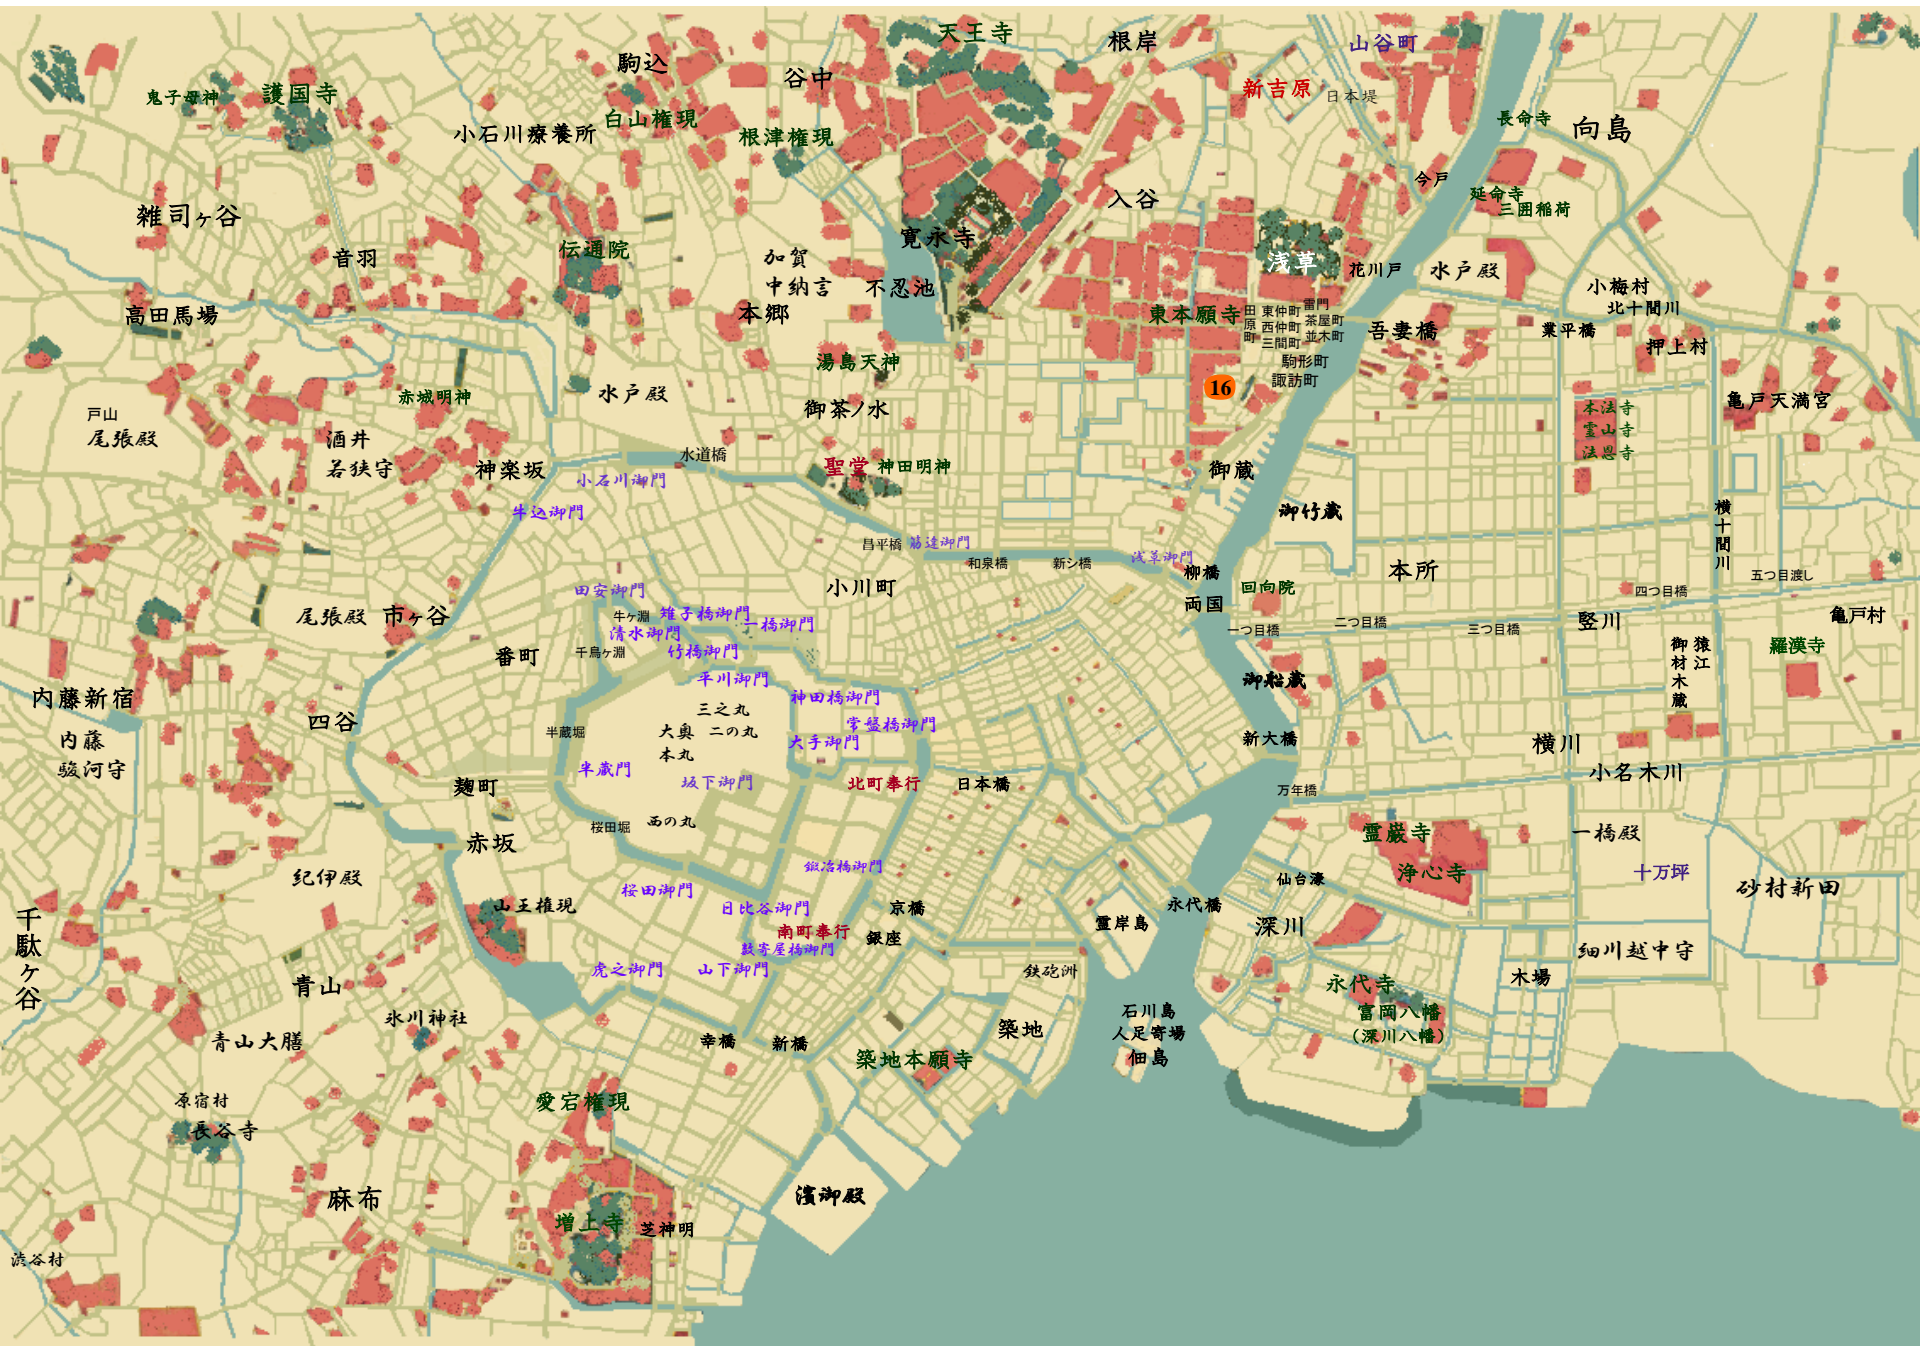 天王寺
根岸
山谷町
駒込
谷中
鬼子母神
護国寺
新吉原
日本堤
白山権現
小石川療養所
根津権現
長命寺
向島
今戸
延命寺
三囲稲荷
入谷
雑司ヶ谷
音羽
伝通院
寛永寺
加賀
中納言
不忍池
浅草
花川戸
水戸殿
小梅村
北十間川
高田馬場
本郷
東本願寺
田原町
東仲町
西仲町
三間町
雷門
茶屋町
並木町
吾妻橋
業平橋
押上村
駒形町
諏訪町
湯島天神
16
赤城明神
水戸殿
御茶ノ水
亀戸天満宮
本法寺
霊山寺
法恩寺
戸山
尾張殿
酒井
若狭守
神楽坂
水道橋
聖堂
神田明神
御蔵
小石川御門
牛込御門
御竹蔵
横十間川
昌平橋
筋違御門
和泉橋
新シ橋
浅草御門
柳橋
本所
五つ目渡し
四つ目橋
回向院
両国
小川町
田安御門
牛ヶ淵
雉子橋御門
一橋御門
清水御門
竹橋御門
千鳥ヶ淵
尾張殿
市ヶ谷
番町
一つ目橋
二つ目橋
三つ目橋
竪川
亀戸村
猿江
御材木蔵
羅漢寺
平川御門
神田橋御門
御船蔵
内藤新宿
内藤
駿河守
四谷
三之丸
大奥
二の丸
本丸
常盤橋御門
大手御門
半蔵堀
半蔵門
坂下御門
北町奉行
日本橋
新大橋
横川
小名木川
万年橋
麹町
桜田堀
西の丸
赤坂
霊巌寺
一橋殿
浄心寺
十万坪
砂村新田
鍛冶橋御門
紀伊殿
桜田御門
日比谷御門
仙台濠
山王権現
京橋
永代橋
霊岸島
深川
南町奉行
銀座
数寄屋橋御門
細川越中守
千駄ヶ谷
虎之御門
山下御門
鉄砲洲
木場
永代寺
青山
石川島
人足寄場
佃島
富岡八幡
(深川八幡)
氷川神社
築地
青山大膳
幸橋
新橋
築地本願寺
原宿村
長谷寺
愛宕権現
麻布
濱御殿
増上寺
芝神明
渋谷村